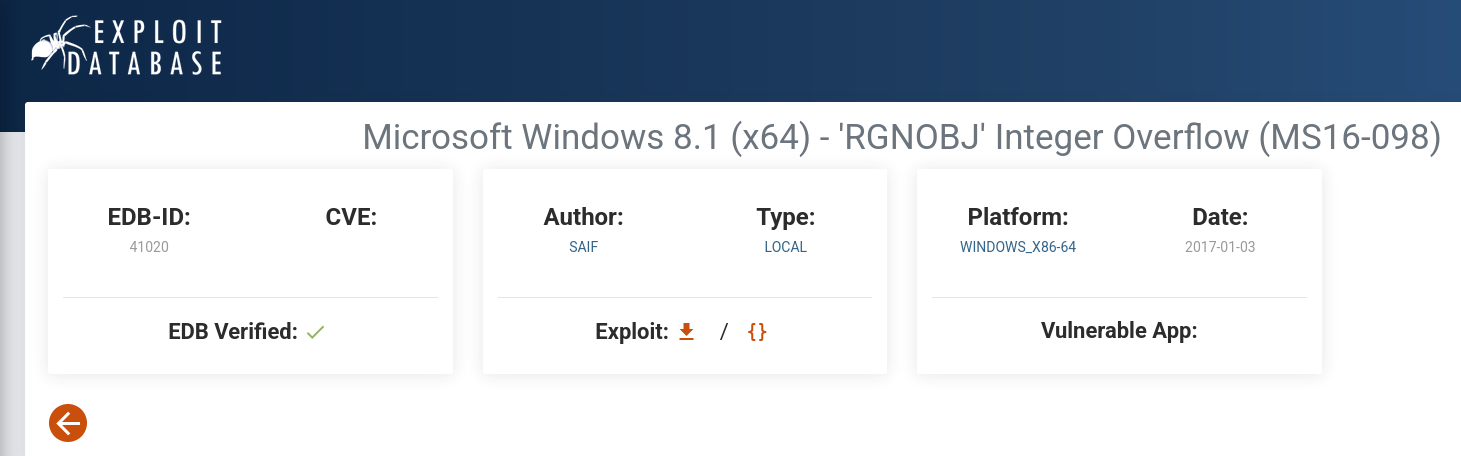 EXPLOIT
DATABASE
Microsoft Windows 8.1 (x64) - 'RGNOBJ' Integer Overflow (MS16-098)
EDB-ID:
41020
CVE:
EDB Verified:
Author:
SAIF
Type:
LOCAL
Exploit: / {}
Platform:
WINDOWS_X86-64
Date:
2017-01-03
Vulnerable App: